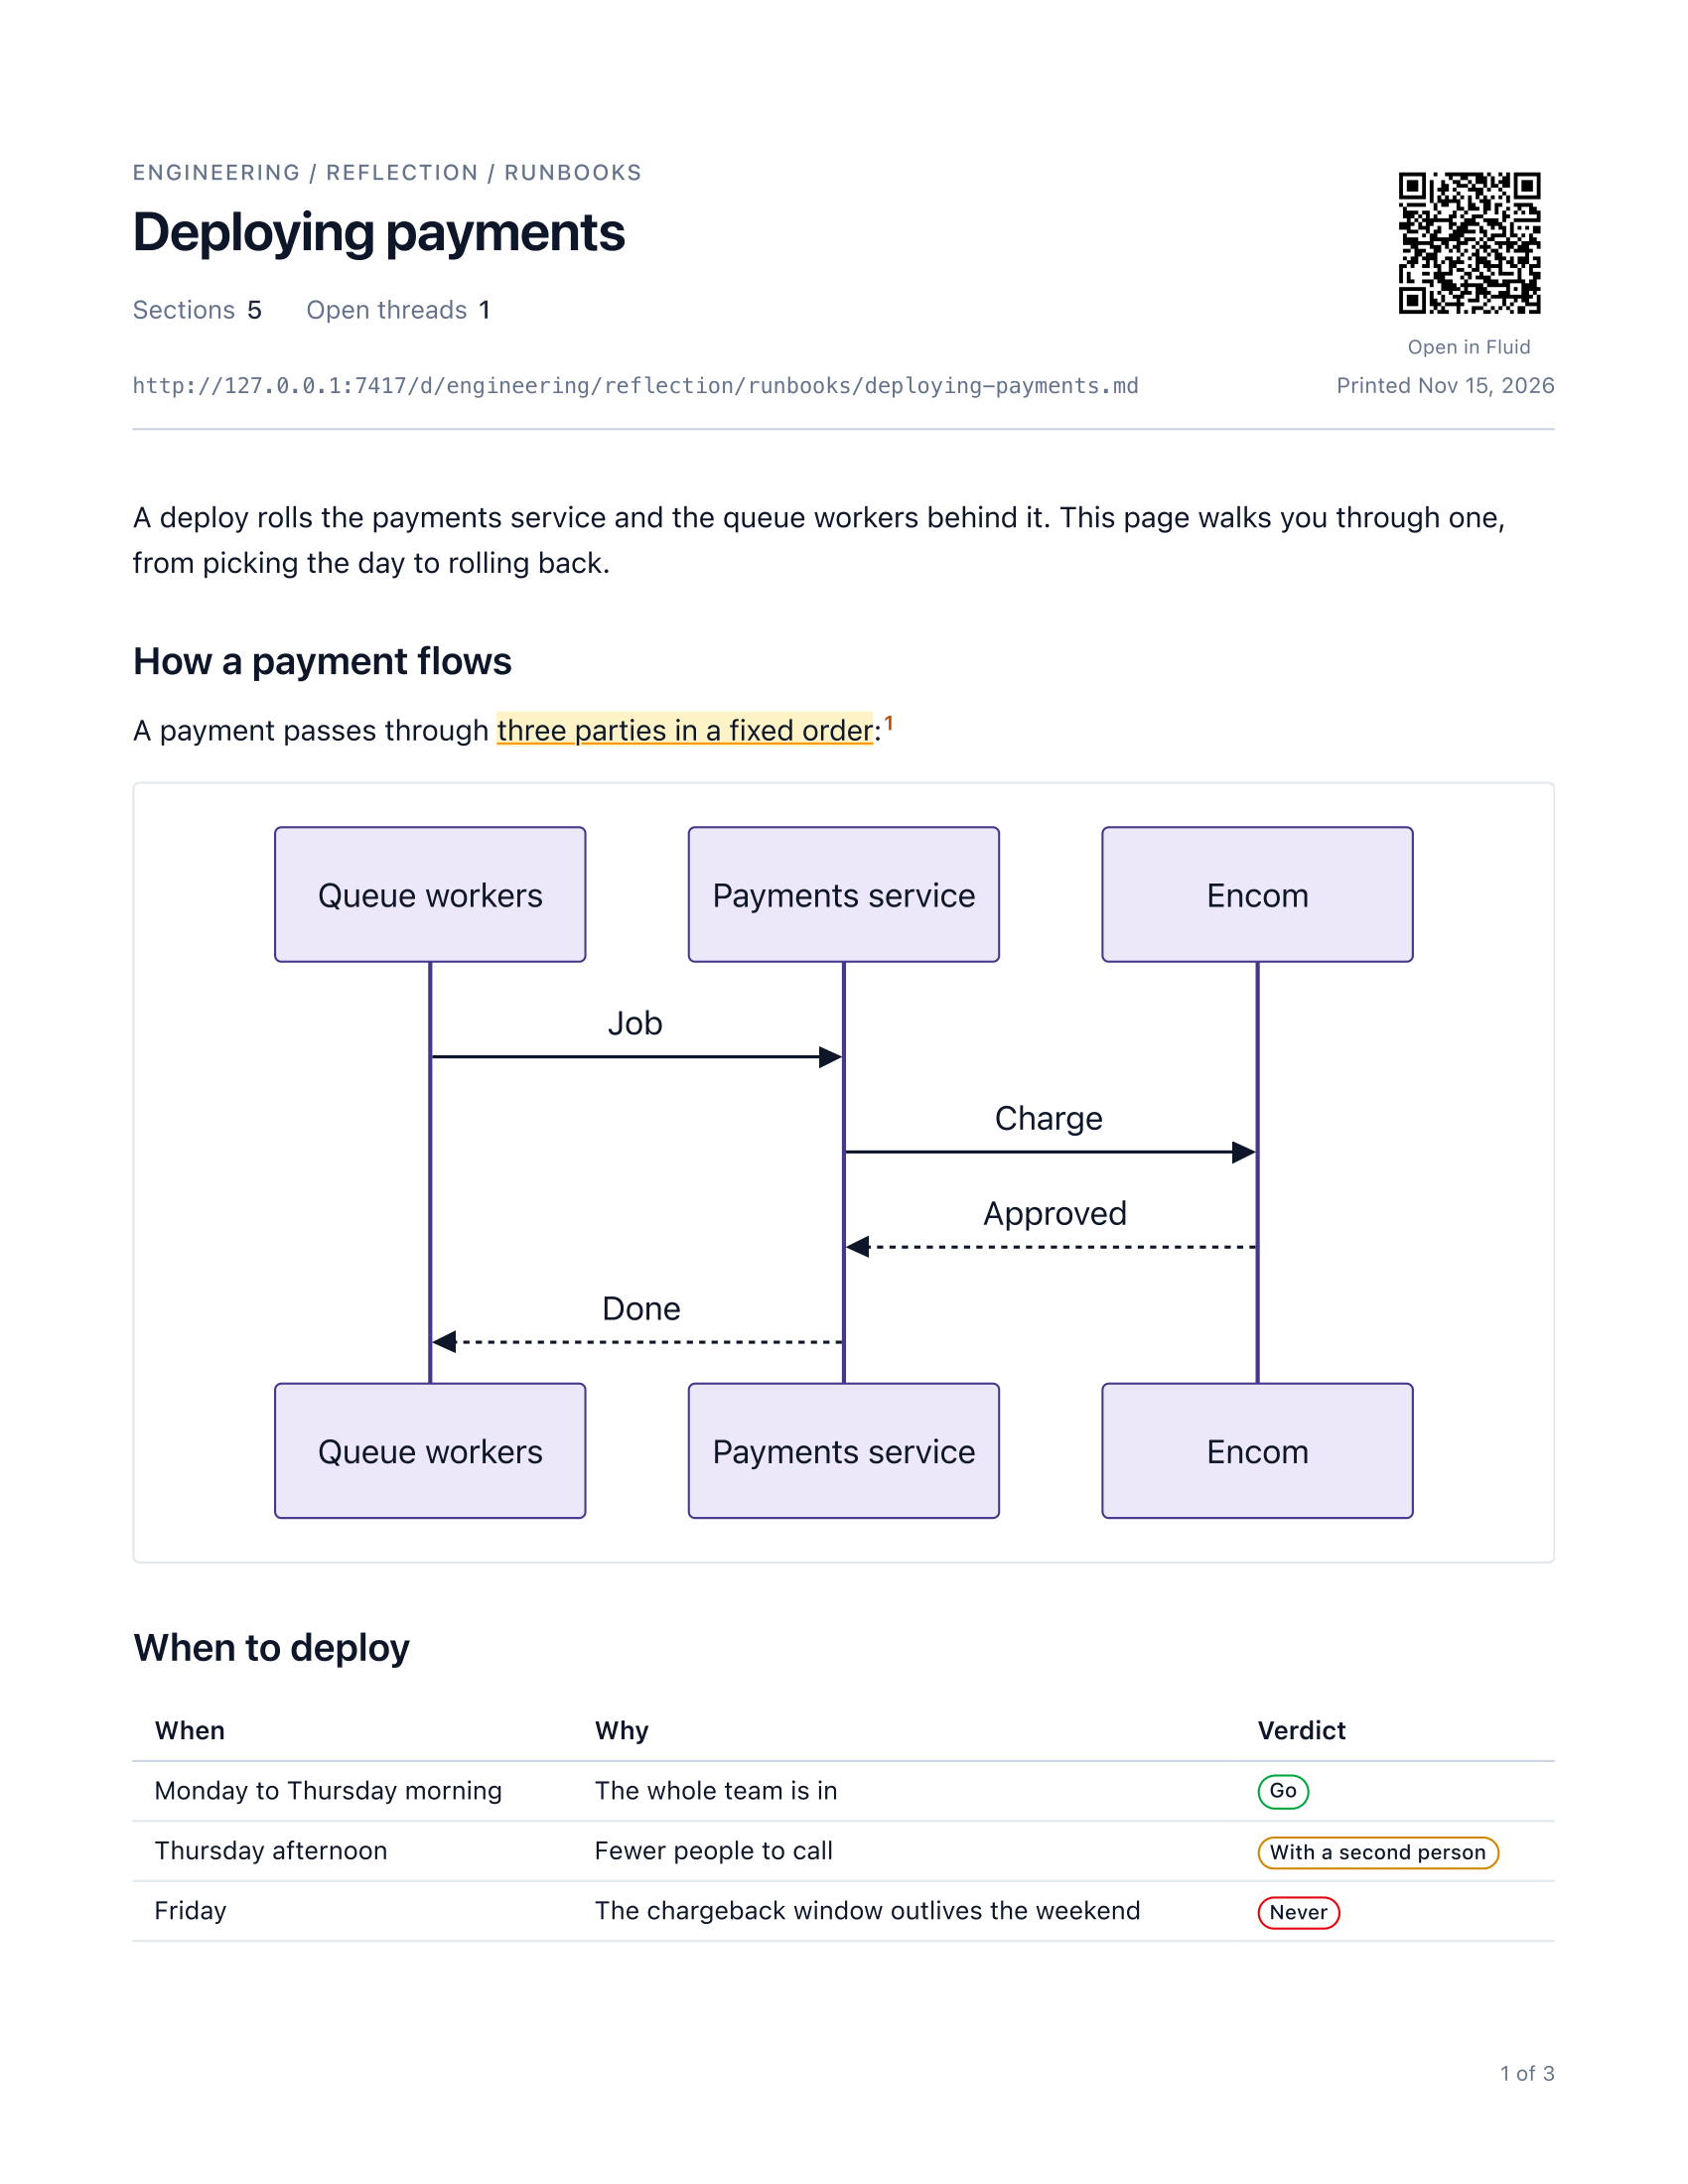 ENGINEERING / REFLECTION / RUNBOOKS
Deploying payments
Sections 5 Open threads 1
Open in Fluid
http://127.0.0.1:7417/d/engineering/reflection/runbooks/deploying-payments.md
Printed Nov 15, 2026
A deploy rolls the payments service and the queue workers behind it. This page walks you through one,
from picking the day to rolling back.
How a payment flows
A payment passes through three parties in a fixed order:1
Queue workers
Payments service
Encom
Job
Charge
Approved
Done
Queue workers
Payments service
Encom
When to deploy
When Why Verdict
Monday to Thursday morning The whole team is in Go
Thursday afternoon Fewer people to call With a second person
Friday The chargeback window outlives the weekend Never
1 of 3